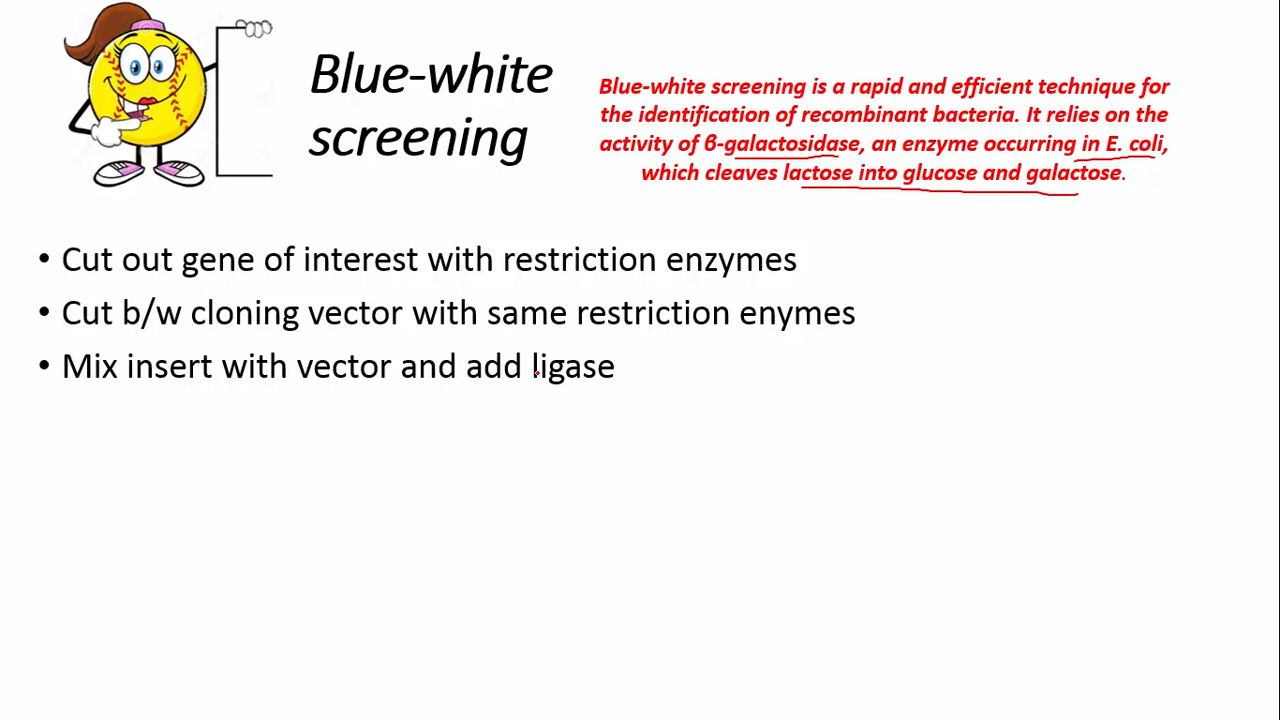 Blue-white
screening
Blue-white screening is a rapid and efficient technique for
the identification of recombinant bacteria. It relies on the
activity of β-galactosidase, an enzyme occurring in E. coli,
which cleaves lactose into glucose and galactose.
• Cut out gene of interest with restriction enzymes
• Cut b/w cloning vector with same restriction enymes
• Mix insert with vector and add ligase